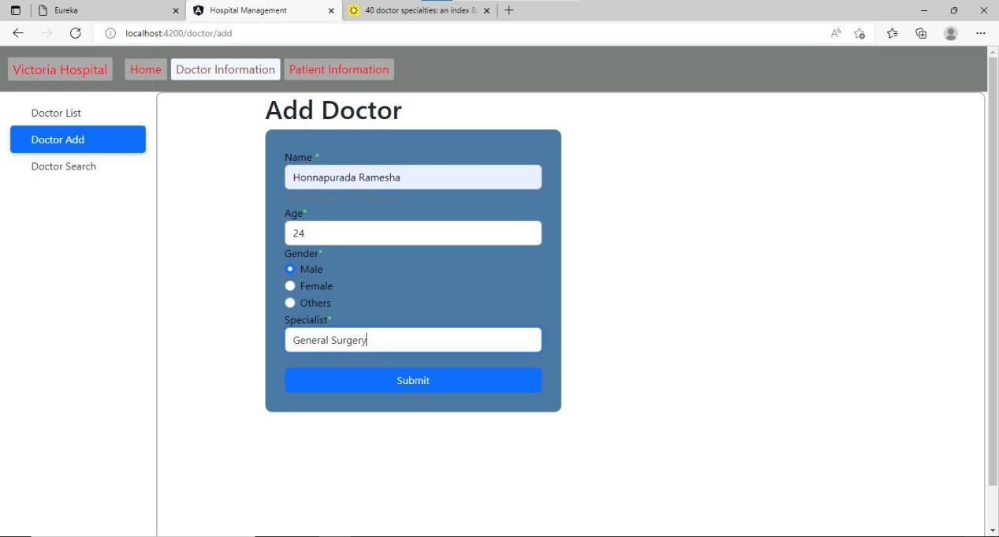 Eureka
Hospital Management
40 doctor specialties: an index &
localhost:4200/doctor/add
Victoria Hospital
Home
Doctor Information
Patient Information
Doctor List
Doctor Add
Doctor Search
Add Doctor
Name *
Honnapurada Ramesha
Age*
24
Gender*
Male
Female
Others
Specialist*
General Surgery
Submit